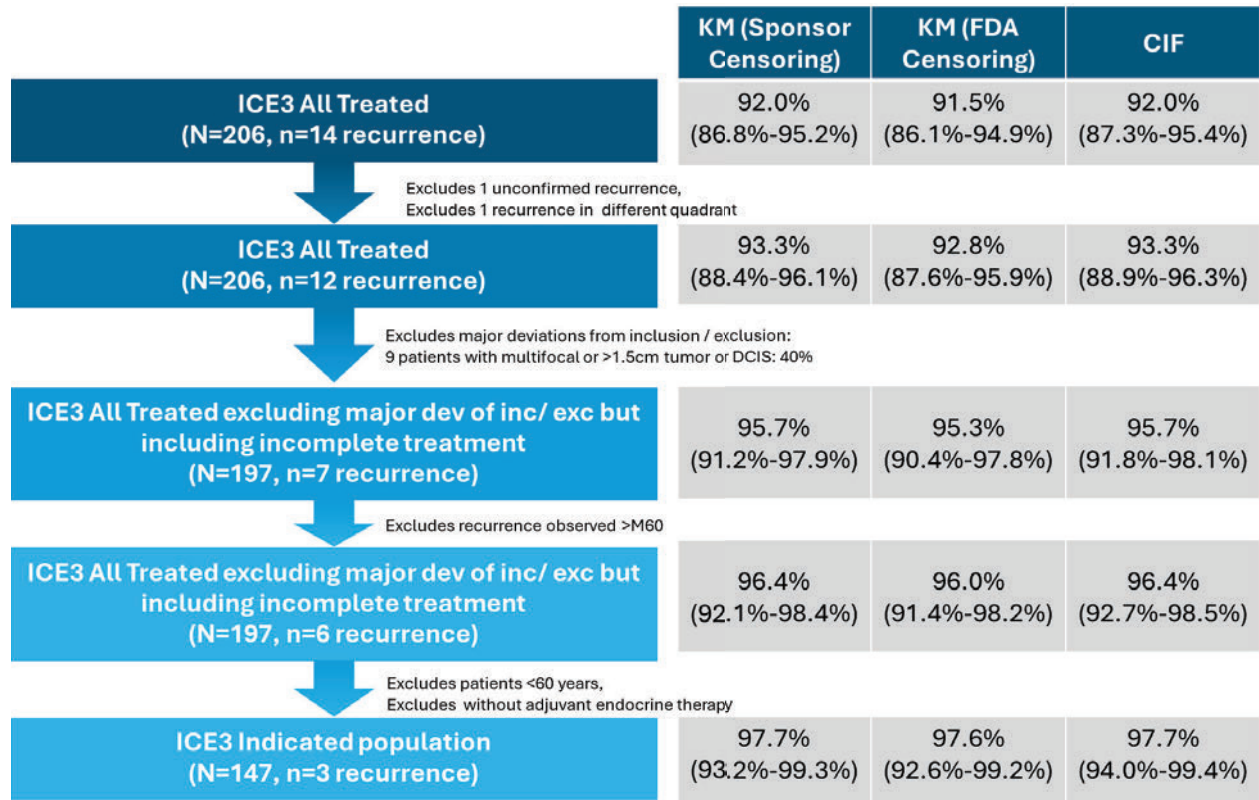 KM (Sponsor Censoring)
KM (FDA Censoring)
CIF
ICE3 All Treated
(N=206, n=14 recurrence)
92.0%
(86.8%-95.2%)
91.5%
(86.1%-94.9%)
92.0%
(87.3%-95.4%)
Excludes 1 unconfirmed recurrence,
Excludes 1 recurrence in different quadrant
ICE3 All Treated
(N=206, n=12 recurrence)
93.3%
(88.4%-96.1%)
92.8%
(87.6%-95.9%)
93.3%
(88.9%-96.3%)
Excludes major deviations from inclusion / exclusion:
9 patients with multifocal or >1.5cm tumor or DCIS: 40%
ICE3 All Treated excluding major dev of inc/ exc but
including incomplete treatment
(N=197, n=7 recurrence)
95.7%
(91.2%-97.9%)
95.3%
(90.4%-97.8%)
95.7%
(91.8%-98.1%)
Excludes recurrence observed >M60
ICE3 All Treated excluding major dev of inc/ exc but
including incomplete treatment
(N=197, n=6 recurrence)
96.4%
(92.1%-98.4%)
96.0%
(91.4%-98.2%)
96.4%
(92.7%-98.5%)
Excludes patients <60 years,
Excludes without adjuvant endocrine therapy
ICE3 Indicated population
(N=147, n=3 recurrence)
97.7%
(93.2%-99.3%)
97.6%
(92.6%-99.2%)
97.7%
(94.0%-99.4%)